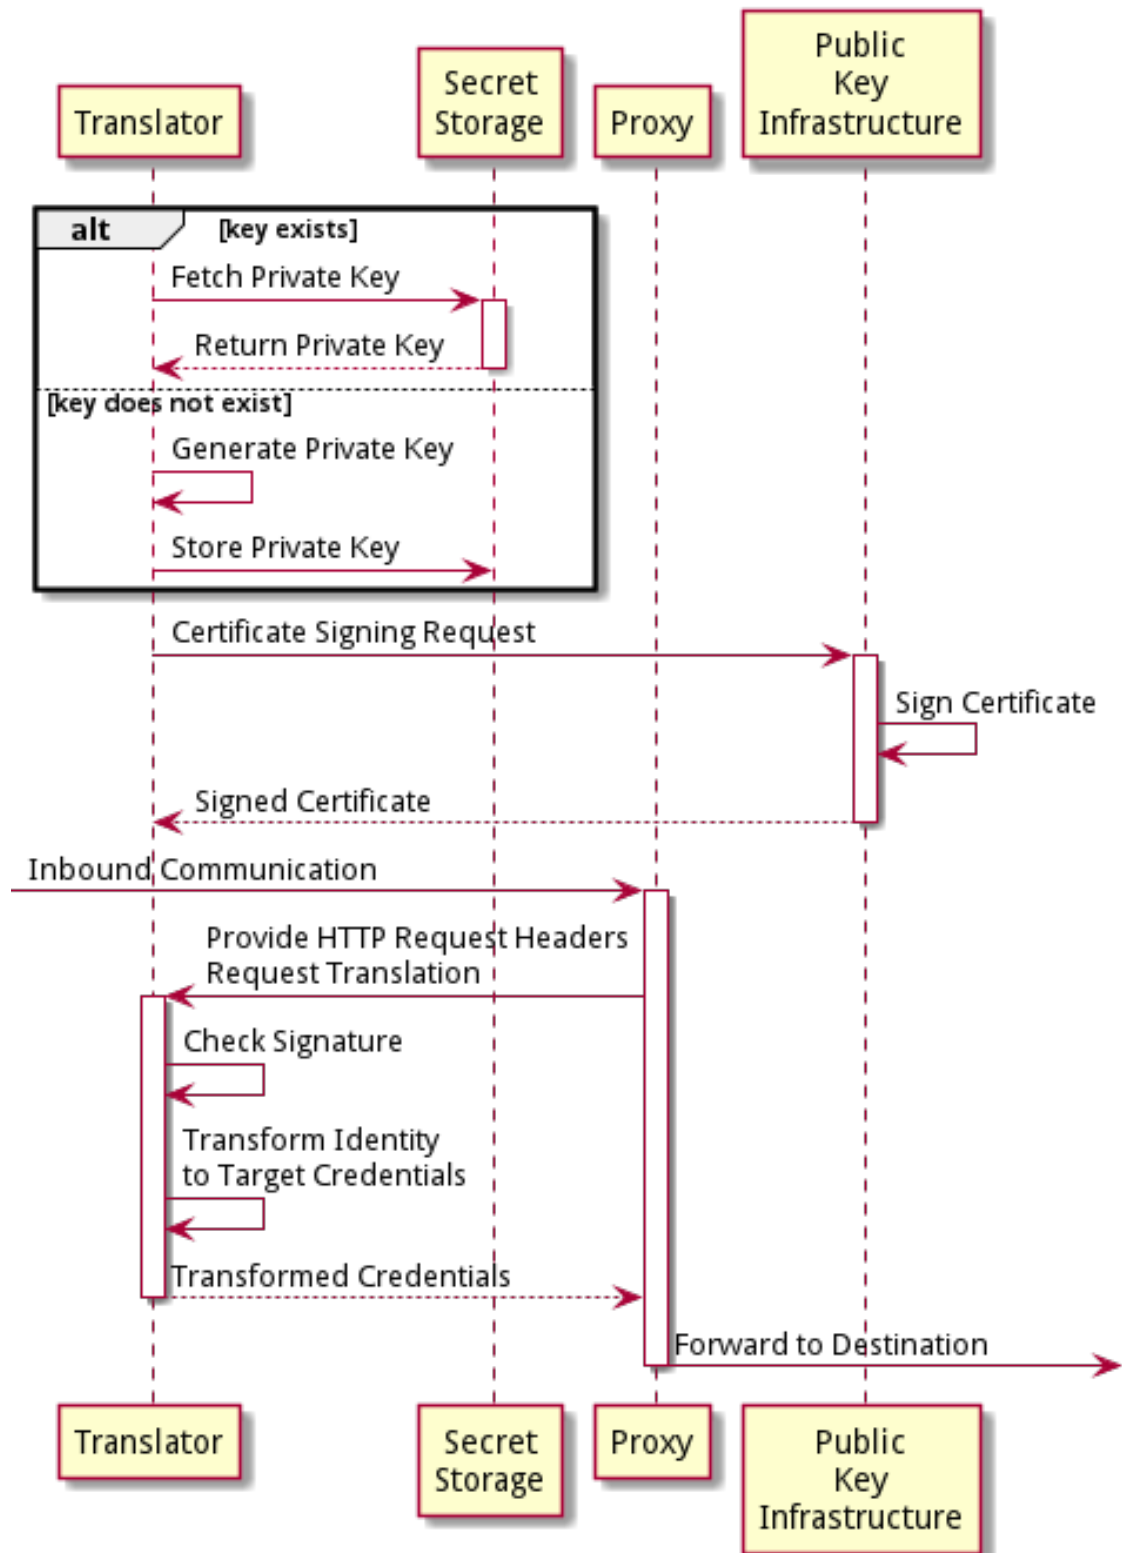 Public
Key
Infrastructure
Secret
Storage
Translator
Proxy
alt
[key exists]
Fetch Private Key
Return Private Key
[key does not exist]
Generate Private Key
Store Private Key
Certificate Signing Request
Sign Certificate
Signed Certificate
Inbound Communication
Provide HTTP Request Headers
Request Translation
Check Signature
Transform Identity
to Target Credentials
Transformed Credentials
Forward to Destination
Translator
Secret
Storage
Proxy
Public
Key
Infrastructure